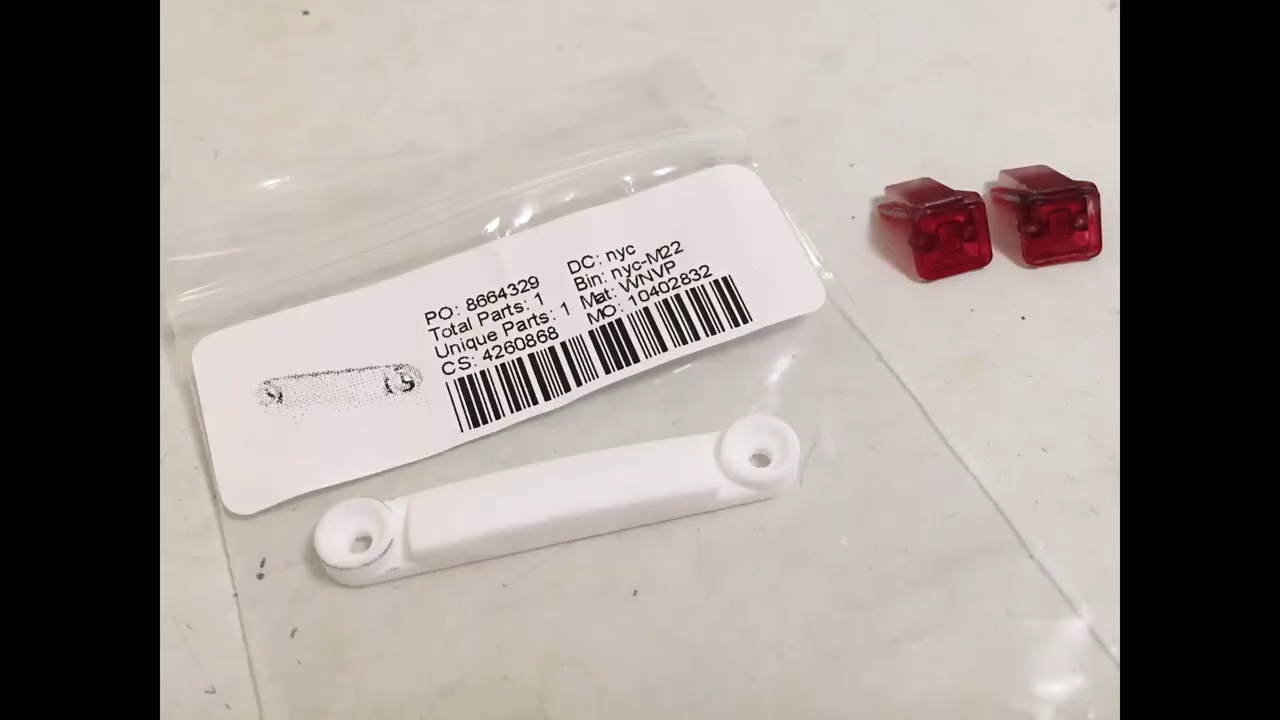 PO: 8664329
Total Parts: 1
Unique Parts: 1
CS: 4260868
DC: nyc
Bin: nyc-M22
Mat: WNVP
MO: 10402832